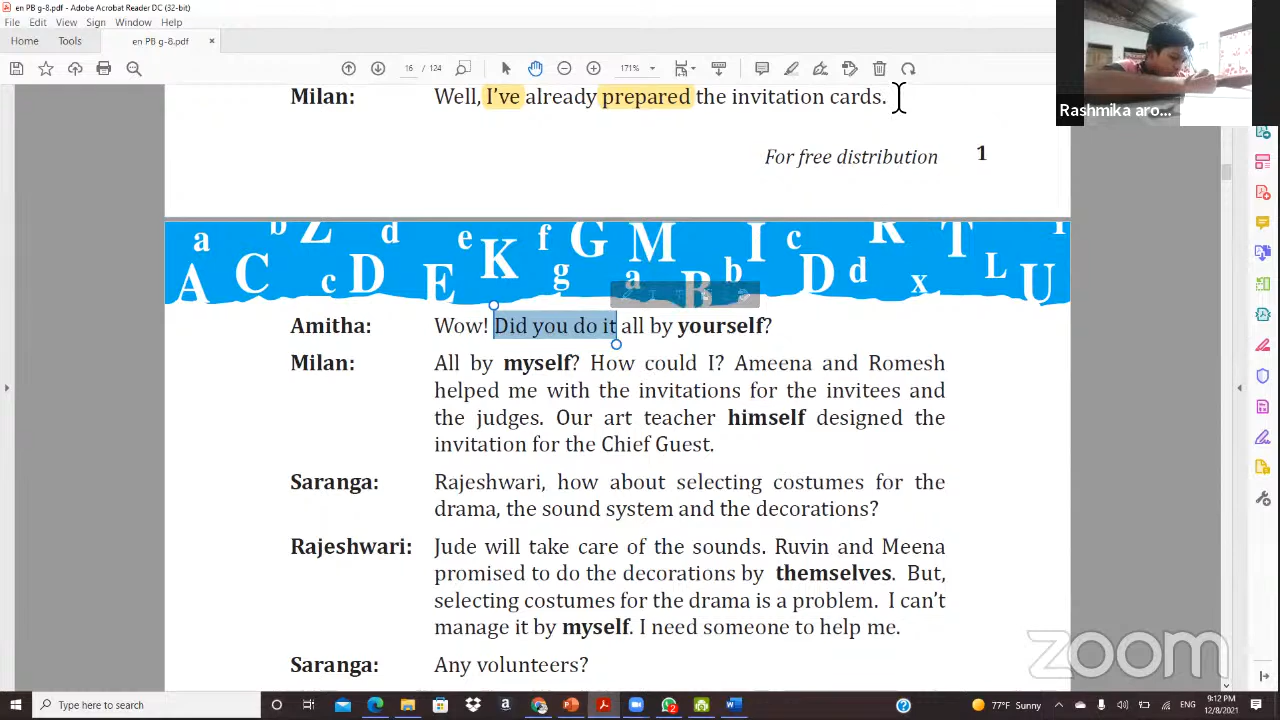 en PB g-8.pdf - Adobe Acrobat Reader DC (32-bit)
File Edit View Sign Window Help
Home Tools en PB g-8.pdf ×
16 / 171%
Milan: Well, I've already prepared the invitation cards.
Rashmika aro...
For free distribution 1
a b Z d e K f G M I c R T
A C c D E g a B b D d x L U
Amitha: Wow! Did you do it all by yourself?
Milan: All by myself? How could I? Ameena and Romesh
helped me with the invitations for the invitees and
the judges. Our art teacher himself designed the
invitation for the Chief Guest.
Saranga: Rajeshwari, how about selecting costumes for the
drama, the sound system and the decorations?
Rajeshwari: Jude will take care of the sounds. Ruvin and Meena
promised to do the decorations by themselves. But,
selecting costumes for the drama is a problem. I can't
manage it by myself. I need someone to help me.
zoom
Saranga: Any volunteers?
Type here to search
77°F Sunny
9:12 PM
12/8/2021